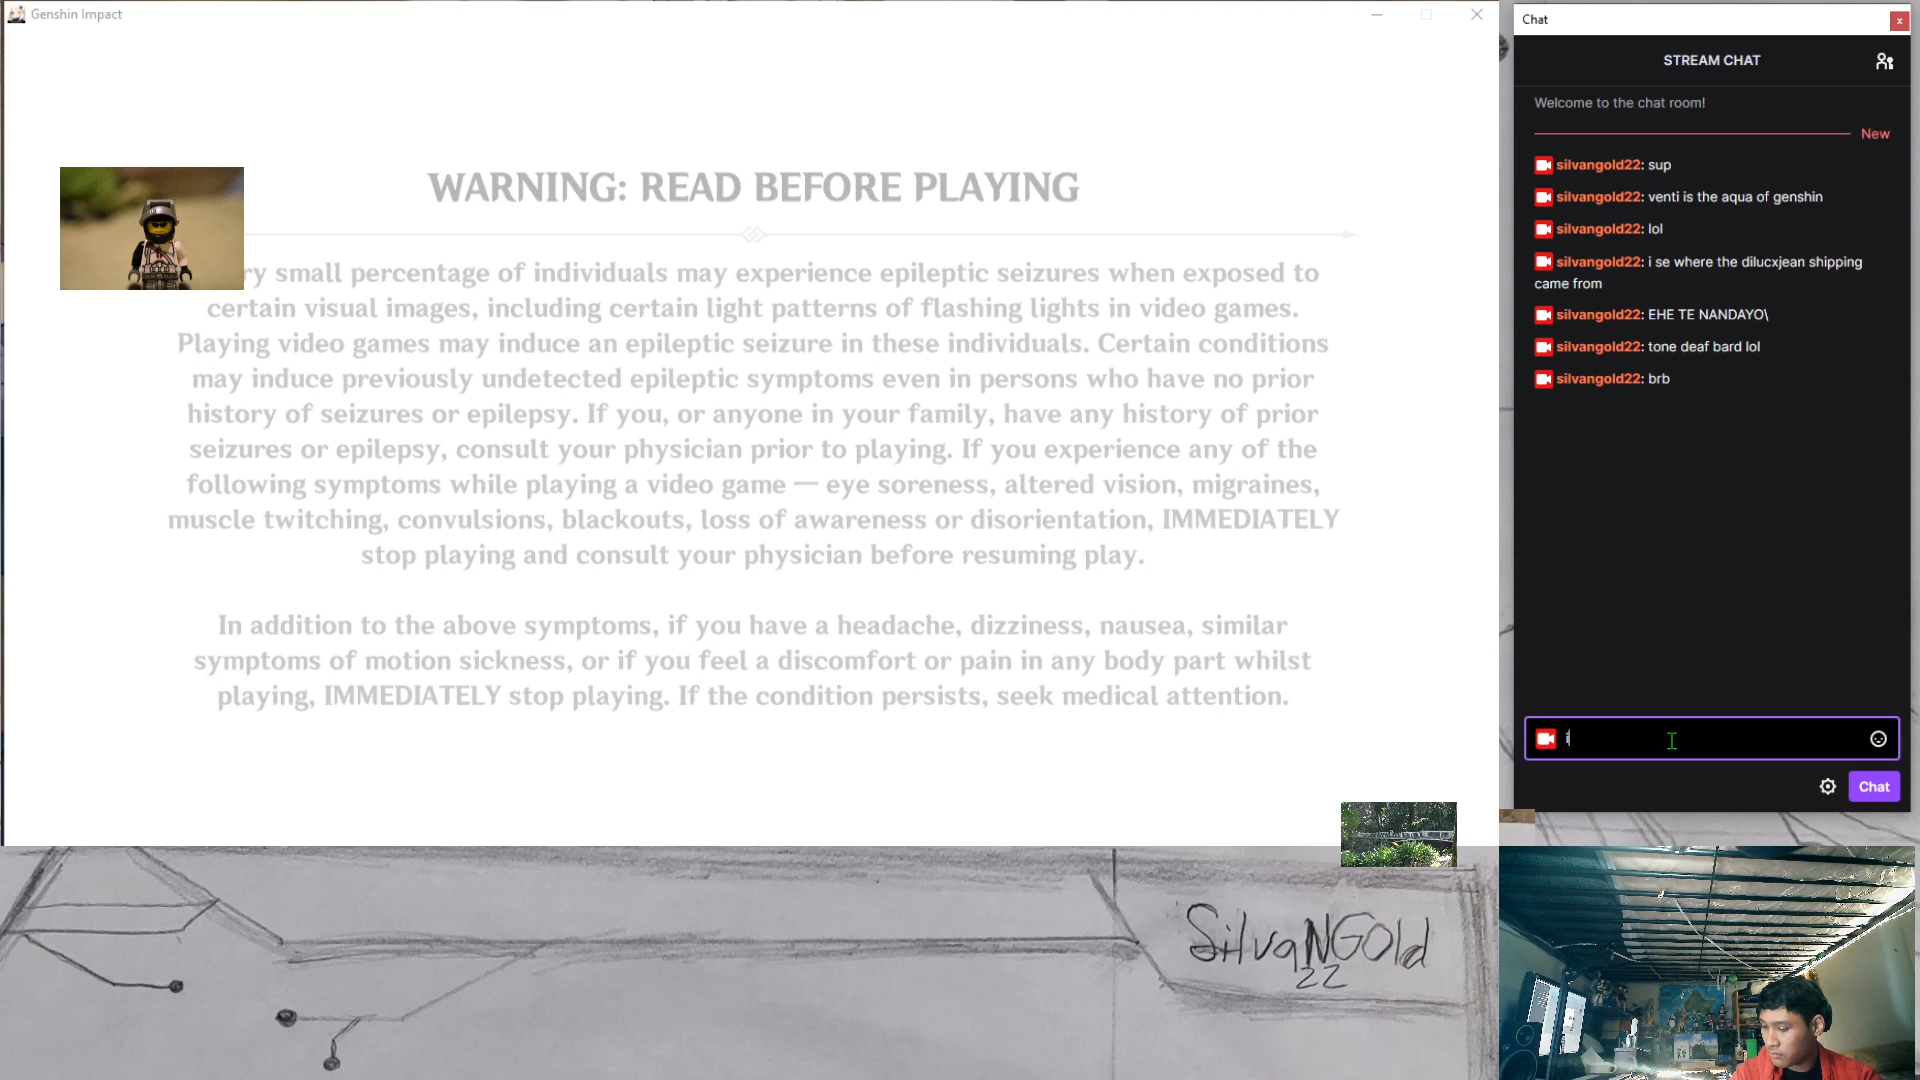 Genshin Impact
WARNING: READ BEFORE PLAYING
ry small percentage of individuals may experience epileptic seizures when exposed to
certain visual images, including certain light patterns of flashing lights in video games.
Playing video games may induce an epileptic seizure in these individuals. Certain conditions
may induce previously undetected epileptic symptoms even in persons who have no prior
history of seizures or epilepsy. If you, or anyone in your family, have any history of prior
seizures or epilepsy, consult your physician prior to playing. If you experience any of the
following symptoms while playing a video game — eye soreness, altered vision, migraines,
muscle twitching, convulsions, blackouts, loss of awareness or disorientation, IMMEDIATELY
stop playing and consult your physician before resuming play.
In addition to the above symptoms, if you have a headache, dizziness, nausea, similar
symptoms of motion sickness, or if you feel a discomfort or pain in any body part whilst
playing, IMMEDIATELY stop playing. If the condition persists, seek medical attention.
Chat
STREAM CHAT
Welcome to the chat room!
New
silvangold22: sup
silvangold22: venti is the aqua of genshin
silvangold22: lol
silvangold22: i se where the dilucxjean shipping
came from
silvangold22: EHE TE NANDAYO\
silvangold22: tone deaf bard lol
silvangold22: brb
i
Chat
SilvaNGOld
22